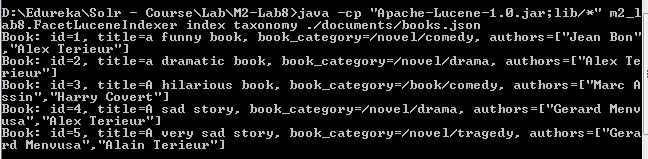 D:\Edureka\Solr - Course\Lab\M2-Lab8>java -cp "Apache-Lucene-1.0.jar;lib/*" m2_l
ab8.FacetLuceneIndexer index taxonomy ./documents/books.json
Book: id=1, title=a funny book, book_category=/novel/comedy, authors=["Jean Bon"
,"Alex Terieur"]
Book: id=2, title=a dramatic book, book_category=/novel/drama, authors=["Alex Te
rieur"]
Book: id=3, title=A hilarious book, book_category=/book/comedy, authors=["Marc A
ssin","Harry Covert"]
Book: id=4, title=A sad story, book_category=/novel/drama, authors=["Gerard Menv
usa","Alex Terieur"]
Book: id=5, title=A very sad story, book_category=/novel/tragedy, authors=["Gera
rd Menvusa","Alain Terieur"]